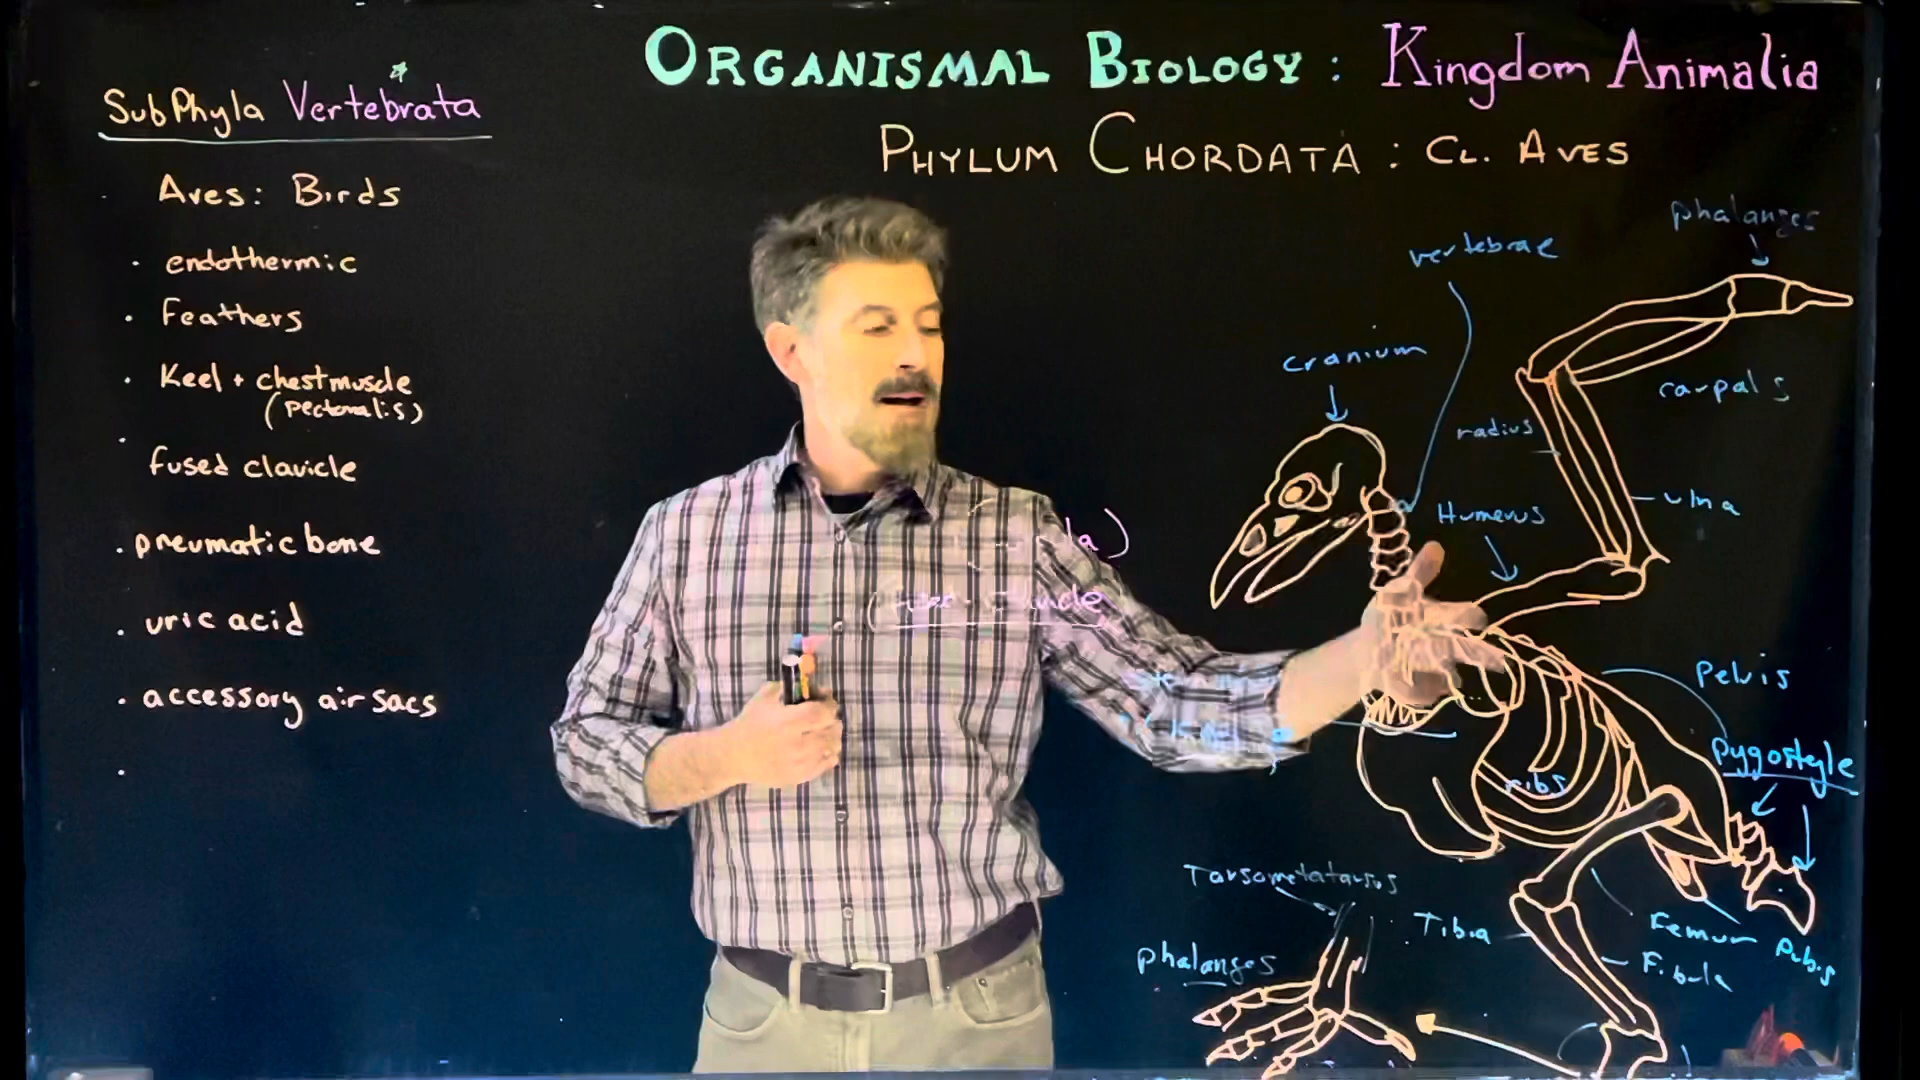 ORGANISMAL BIOLOGY : Kingdom Animalia
PHYLUM CHORDATA : CL. AVES
SubPhyla Vertebrata
Aves: Birds
· endothermic
· Feathers
· Keel + chest muscle
(pectoralis)
· fused clavicle
· pneumatic bone
· uric acid
· accessory air sacs
·
phalanges
vertebrae
cranium
carpals
radius
ulna
Humerus
clavicle
Pelvis
pygostyle
ribs
Tarsometatarsus
Tibia
Femur
Pubis
Fibula
phalanges